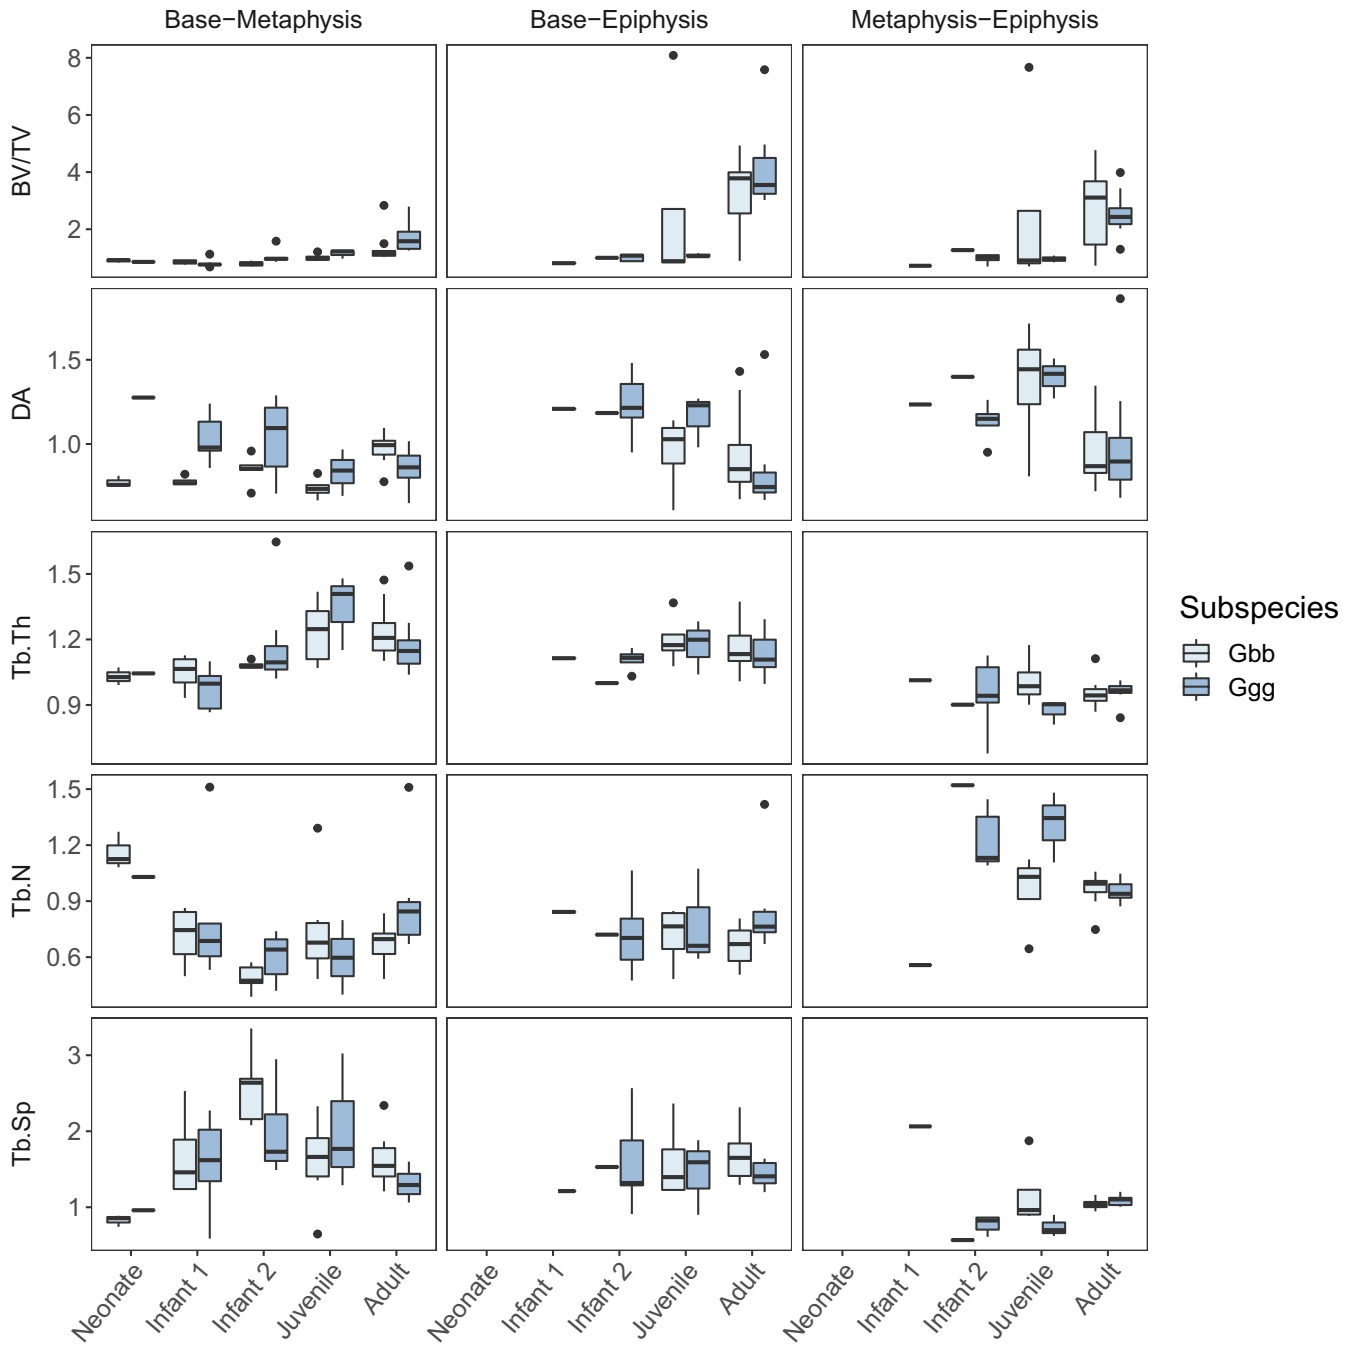 Base−Metaphysis
Base−Epiphysis
Metaphysis−Epiphysis
BV/TV
8
6
4
2
DA
1.5
1.0
Tb.Th
1.5
1.2
0.9
Tb.N
1.5
1.2
0.9
0.6
Tb.Sp
3
2
1
Neonate
Infant 1
Infant 2
Juvenile
Adult
Neonate
Infant 1
Infant 2
Juvenile
Adult
Neonate
Infant 1
Infant 2
Juvenile
Adult
Subspecies
Gbb
Ggg